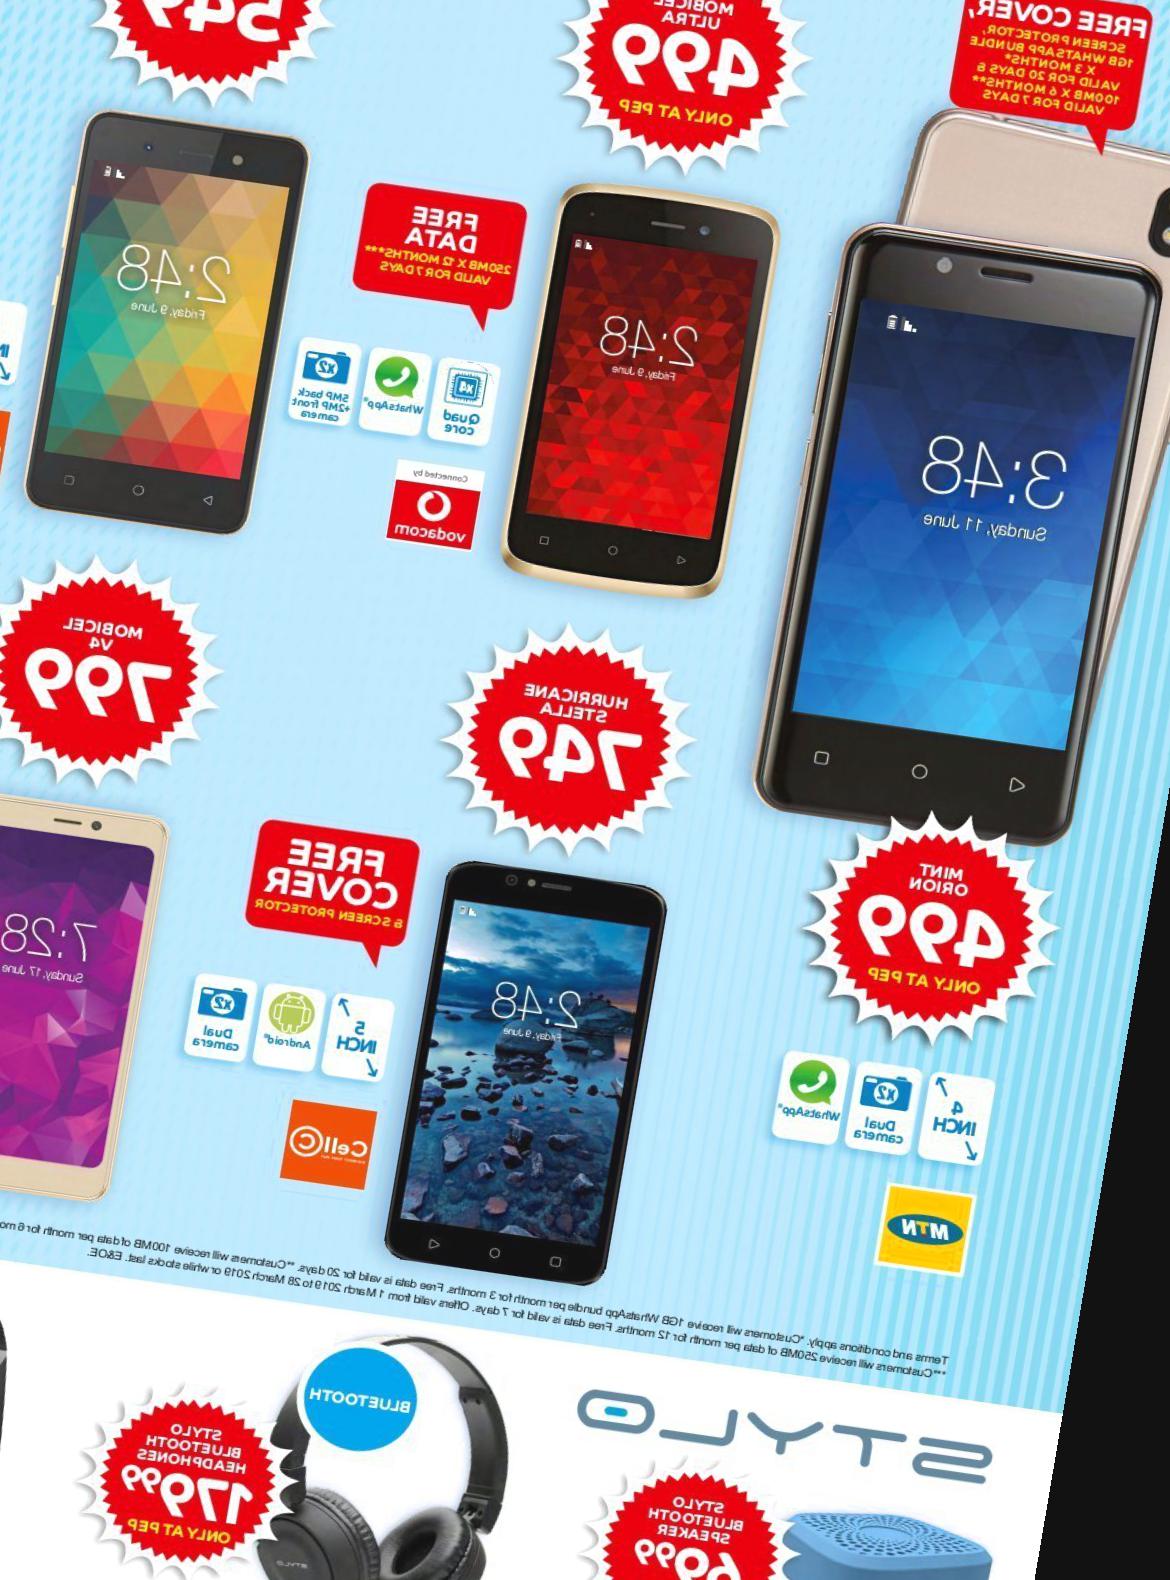 FREE COVER,
SCREEN PROTECTOR,
1GB WHATSAPP BUNDLE
X 3 MONTHS*
VALID FOR 20 DAYS &
100MB X 6 MONTHS**
VALID FOR 7 DAYS
3:48
Sunday, 11 June
MINT
ORION
499
ONLY AT PEP
4
INCH
x2
Dual
camera
WhatsApp®
MTN
MOBICEL
ULTRA
499
ONLY AT PEP
2:48
Friday, 9 June
FREE
DATA
250MB X 12 MONTHS***
VALID FOR 7 DAYS
x4
Quad
core
WhatsApp®
x2
5MP back
+2MP front
camera
Connected by
vodacom
549
2:48
Friday, 9 June
HURRICANE
STELLA
749
2:48
Friday, 9 June
FREE
COVER
& SCREEN PROTECTOR
5
INCH
Android®
x2
Dual
camera
Cell C
MOBICEL
V4
799
7:28
Sunday, 17 June
Terms and conditions apply. *Customers will receive 1GB WhatsApp bundle per month for 3 months. Free data is valid for 20 days. **Customers will receive 100MB of data per month for 6 mo
***Customers will receive 250MB of data per month for 12 months. Free data is valid for 7 days. Offers valid from 1 March 2019 to 28 March 2019 or while stocks last. E&OE.
STYLO
BLUETOOTH
STYLO
BLUETOOTH
SPEAKER
6999
STYLO
BLUETOOTH
HEADPHONES
17999
ONLY AT PEP
STYLO